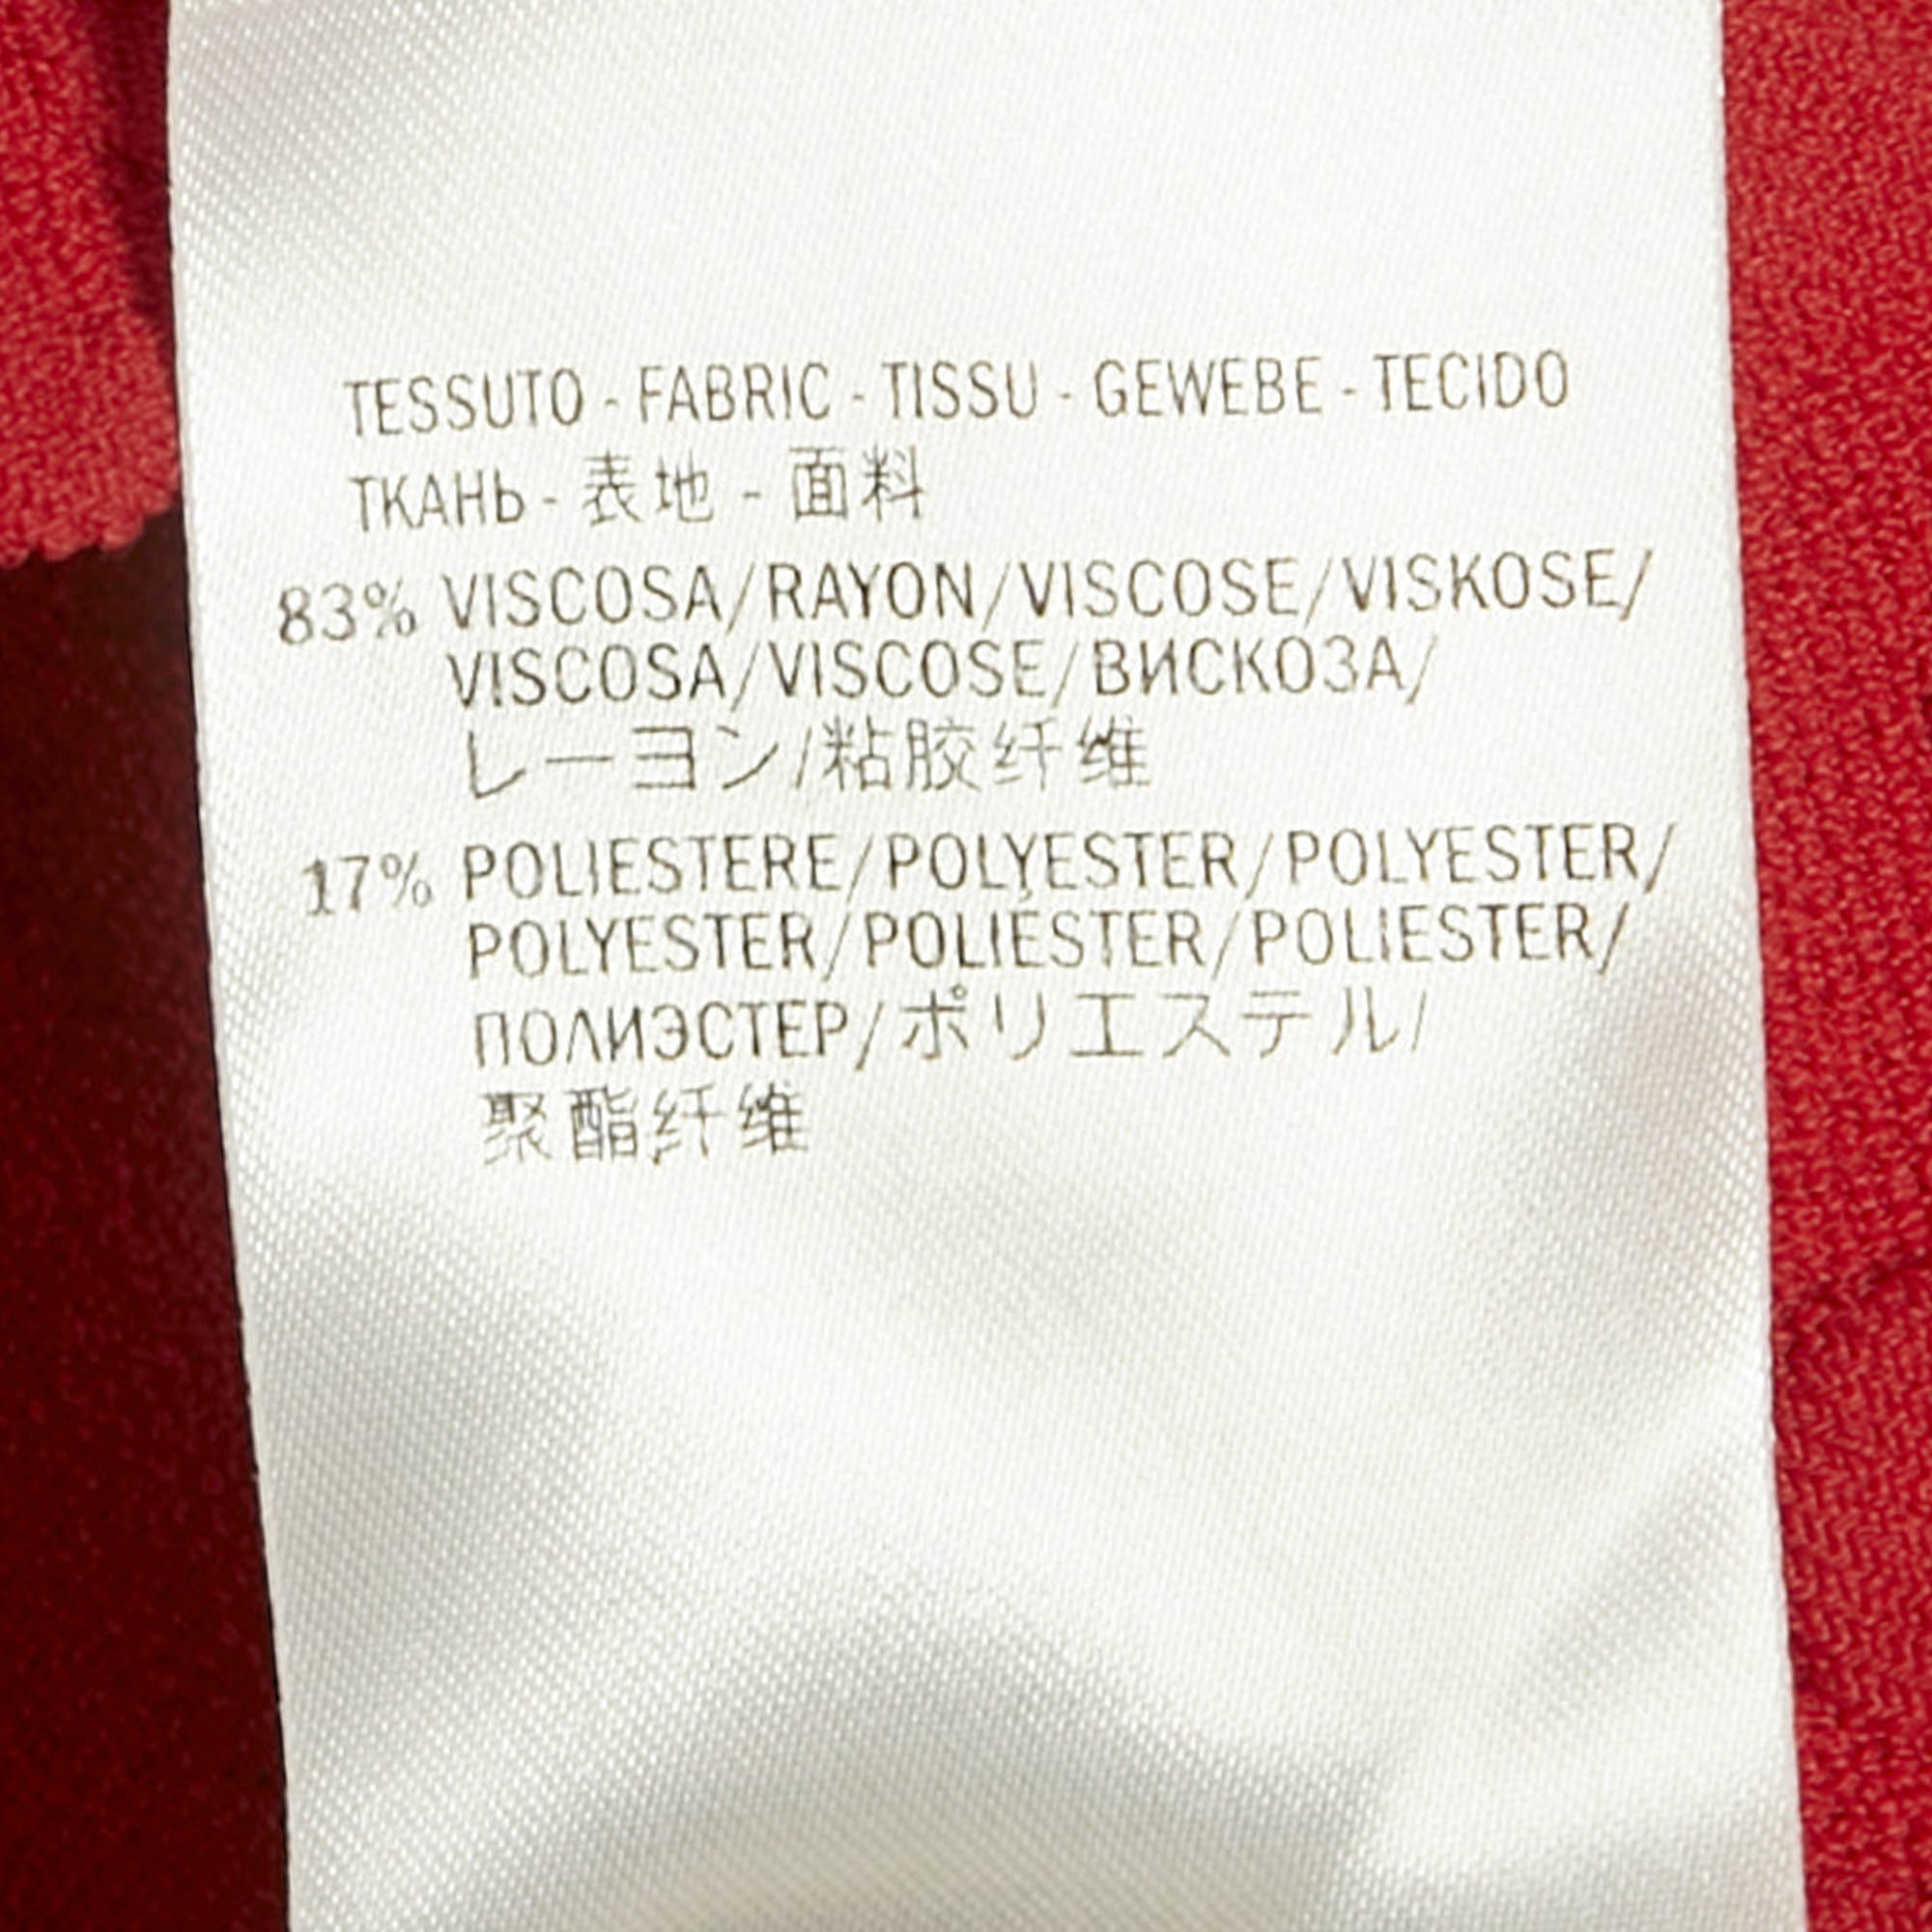 TESSUTO - FABRIC - TISSU - GEWEBE - TECIDO
ТКАНЬ - 表地 - 面料
83% VISCOSA/RAYON/VISCOSE/VISKOSE/
VISCOSA/VISCOSE/ВИСКОЗА/
レーヨン/粘胶纤维
17% POLIESTERE/POLYESTER/POLYESTER/
POLYESTER/POLIÉSTER/POLIESTER/
ПОЛИЭСТЕР/ポリエステル/
聚酯纤维